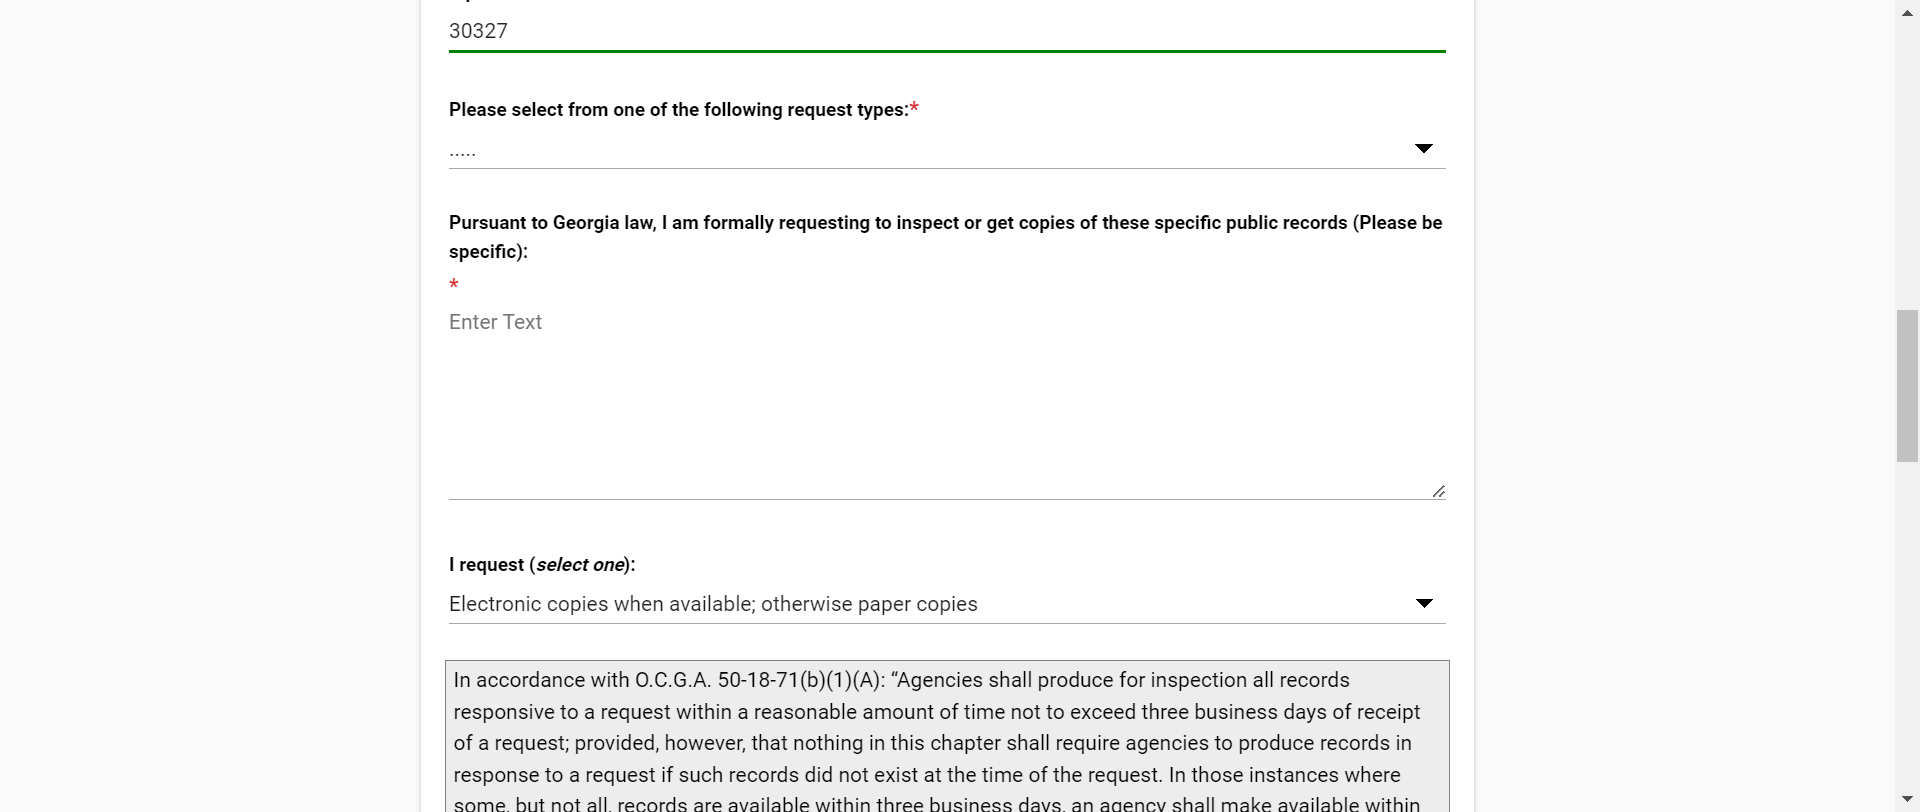 30327
Please select from one of the following request types:*
.....
Pursuant to Georgia law, I am formally requesting to inspect or get copies of these specific public records (Please be
specific):
*
Enter Text
I request (select one):
Electronic copies when available; otherwise paper copies
In accordance with O.C.G.A. 50-18-71(b)(1)(A): “Agencies shall produce for inspection all records
responsive to a request within a reasonable amount of time not to exceed three business days of receipt
of a request; provided, however, that nothing in this chapter shall require agencies to produce records in
response to a request if such records did not exist at the time of the request. In those instances where
some, but not all, records are available within three business days, an agency shall make available within